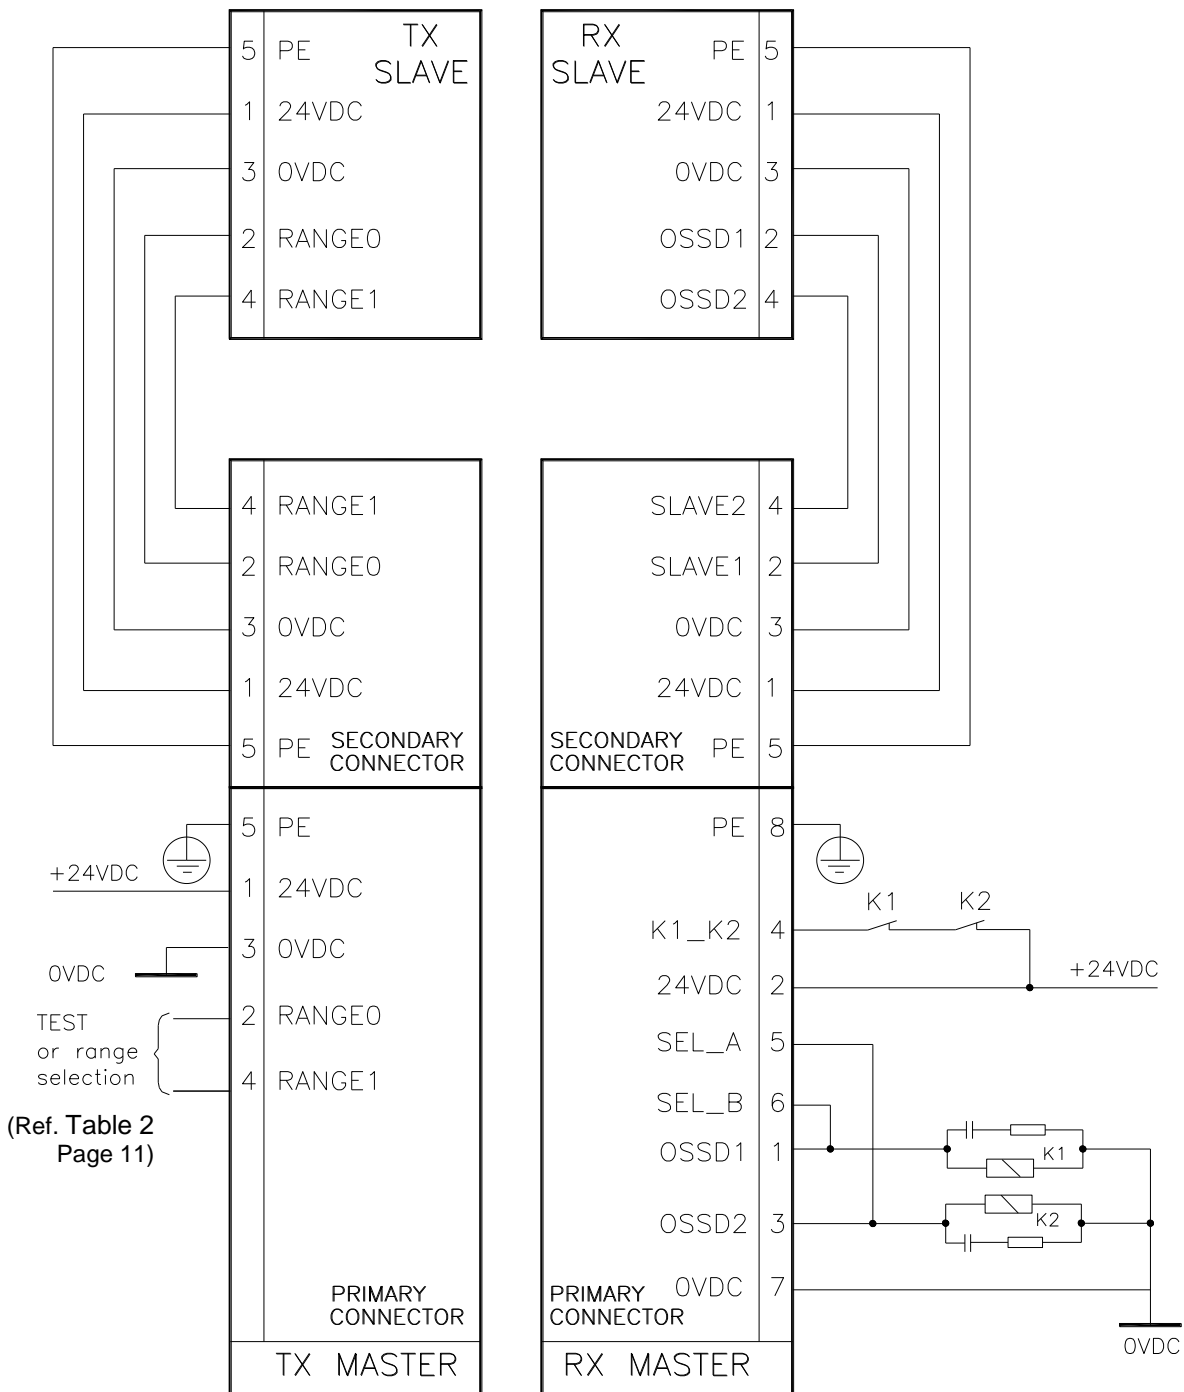 TX
SLAVE
5 PE
1 24VDC
3 0VDC
2 RANGE0
4 RANGE1
RX
SLAVE
PE 5
24VDC 1
0VDC 3
OSSD1 2
OSSD2 4
4 RANGE1
2 RANGE0
3 0VDC
1 24VDC
5 PE
SECONDARY
CONNECTOR
SLAVE2 4
SLAVE1 2
0VDC 3
24VDC 1
SECONDARY
CONNECTOR
PE 5
5 PE
+24VDC
1 24VDC
3 0VDC
0VDC
2 RANGE0
TEST
or range
selection
4 RANGE1
(Ref. Table 2
Page 11)
PRIMARY
CONNECTOR
TX MASTER
PE 8
K1 K2
K1_K2 4
24VDC 2
+24VDC
SEL_A 5
SEL_B 6
OSSD1 1
K1
OSSD2 3
K2
0VDC 7
PRIMARY
CONNECTOR
0VDC
RX MASTER